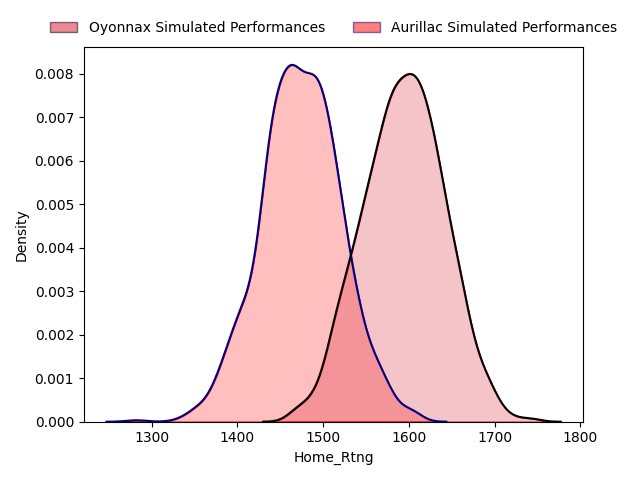 Oyonnax Simulated Performances Aurillac Simulated Performances
0.008
0.007
0.006
0.005
0.004
0.003
0.002
0.001
0.000
Density
1300 1400 1500 1600 1700 1800
Home_Rtng